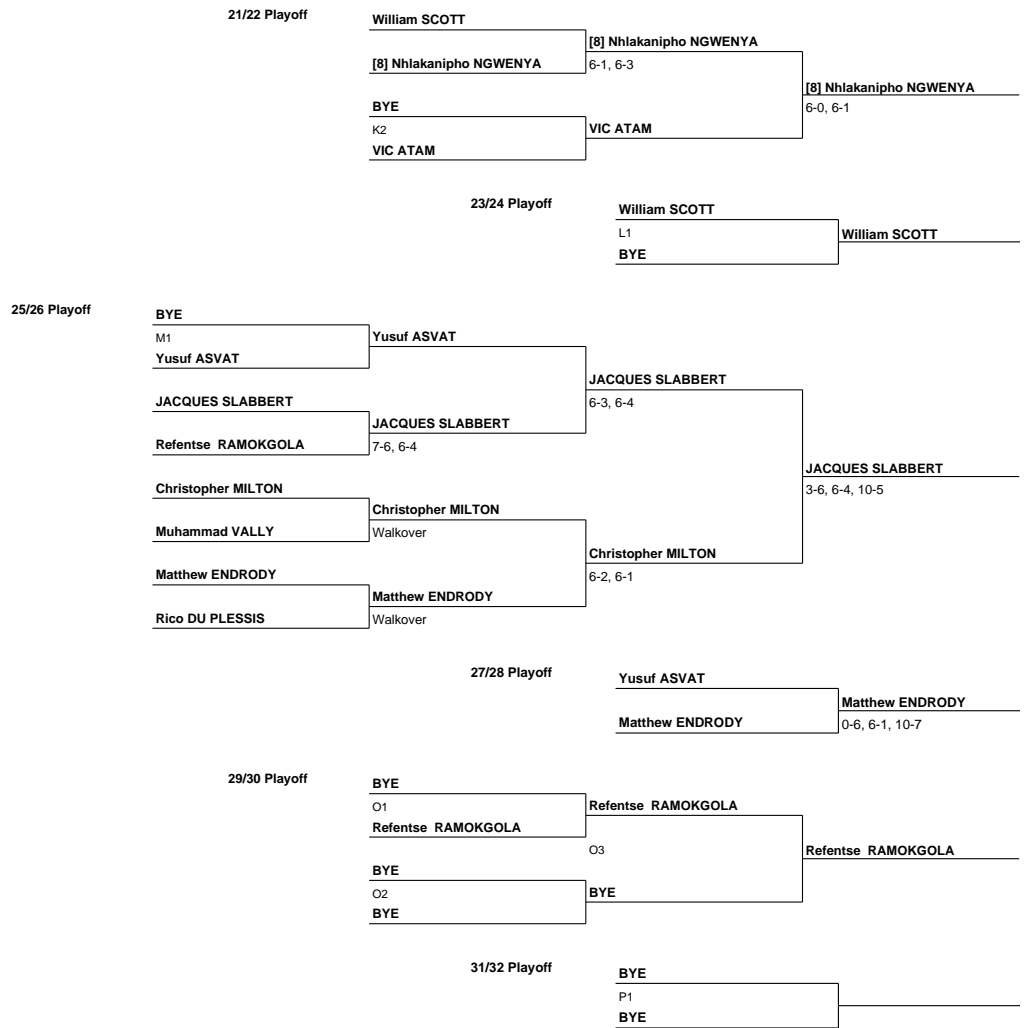 21/22 Playoff
William SCOTT
[8] Nhlakanipho NGWENYA
[8] Nhlakanipho NGWENYA
6-1, 6-3
[8] Nhlakanipho NGWENYA
6-0, 6-1
BYE
K2
VIC ATAM
VIC ATAM
23/24 Playoff
William SCOTT
L1
William SCOTT
BYE
25/26 Playoff
BYE
M1
Yusuf ASVAT
Yusuf ASVAT
JACQUES SLABBERT
6-3, 6-4
JACQUES SLABBERT
JACQUES SLABBERT
Refentse RAMOKGOLA
7-6, 6-4
JACQUES SLABBERT
3-6, 6-4, 10-5
Christopher MILTON
Christopher MILTON
Muhammad VALLY
Walkover
Christopher MILTON
6-2, 6-1
Matthew ENDRODY
Matthew ENDRODY
Rico DU PLESSIS
Walkover
27/28 Playoff
Yusuf ASVAT
Matthew ENDRODY
Matthew ENDRODY
0-6, 6-1, 10-7
29/30 Playoff
BYE
O1
Refentse RAMOKGOLA
Refentse RAMOKGOLA
O3
Refentse RAMOKGOLA
BYE
O2
BYE
BYE
31/32 Playoff
BYE
P1
BYE